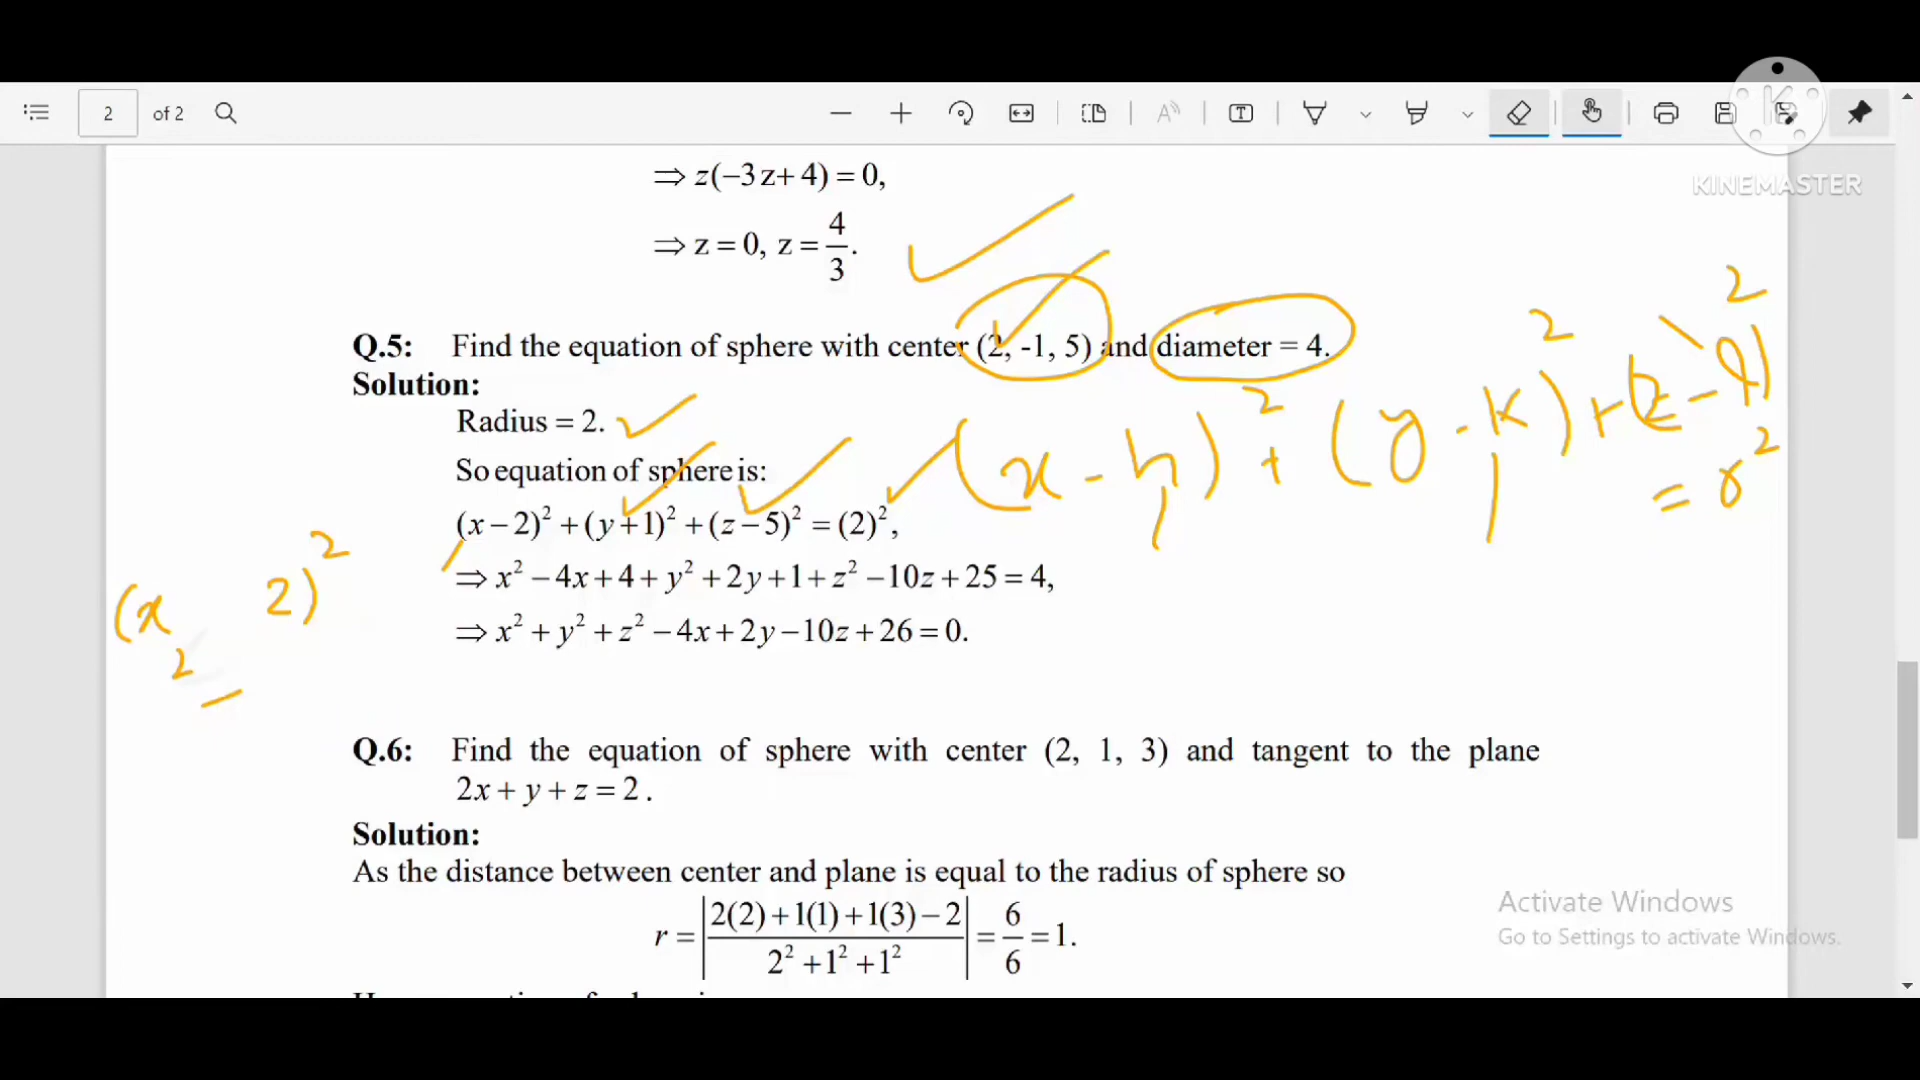 2 of 2
KINEMASTER
⇒ z(−3z+4) = 0,
⇒ z = 0, z = 4/3.
Q.5: Find the equation of sphere with center (2, -1, 5) and diameter = 4.
Solution:
Radius = 2.
So equation of sphere is:
(x − h)² + (y - k)² + (z − l)² = r²
(x−2)² + (y+1)² + (z−5)² = (2)²,
(x 2)²
2 −
⇒ x² − 4x + 4 + y² + 2y + 1 + z² − 10z + 25 = 4,
⇒ x² + y² + z² − 4x + 2y − 10z + 26 = 0.
Q.6: Find the equation of sphere with center (2, 1, 3) and tangent to the plane
2x + y + z = 2.
Solution:
As the distance between center and plane is equal to the radius of sphere so
r = |2(2)+1(1)+1(3)−2 / 2² + 1² + 1²| = 6/6 = 1.
Activate Windows
Go to Settings to activate Windows.